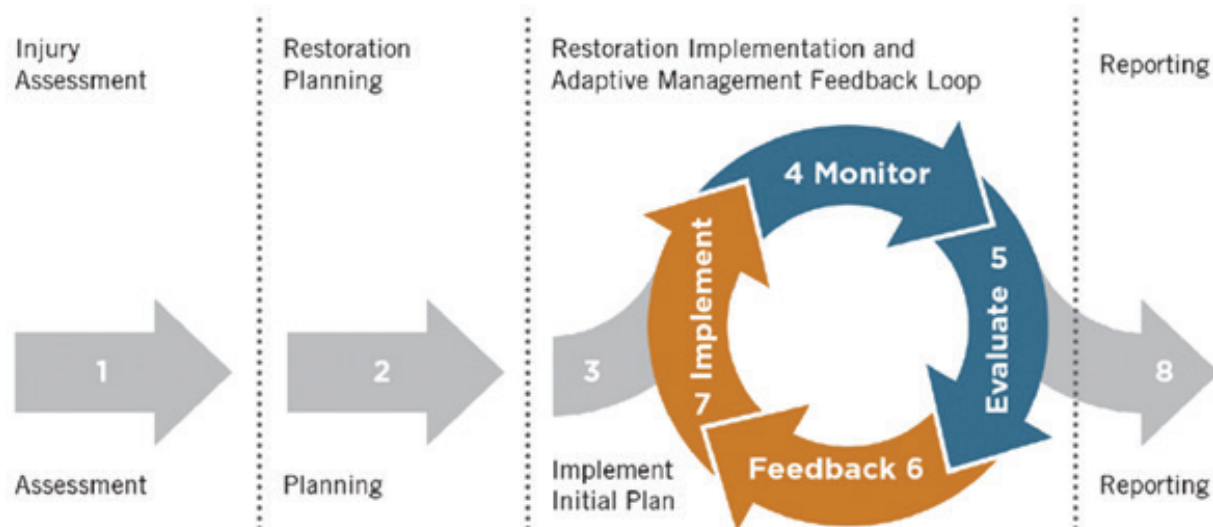 Injury
Assessment
Restoration
Planning
Restoration Implementation and
Adaptive Management Feedback Loop
Reporting
1
Assessment
2
Planning
3
Implement
Initial Plan
4 Monitor
Evaluate 5
Feedback 6
7 Implement
8
Reporting